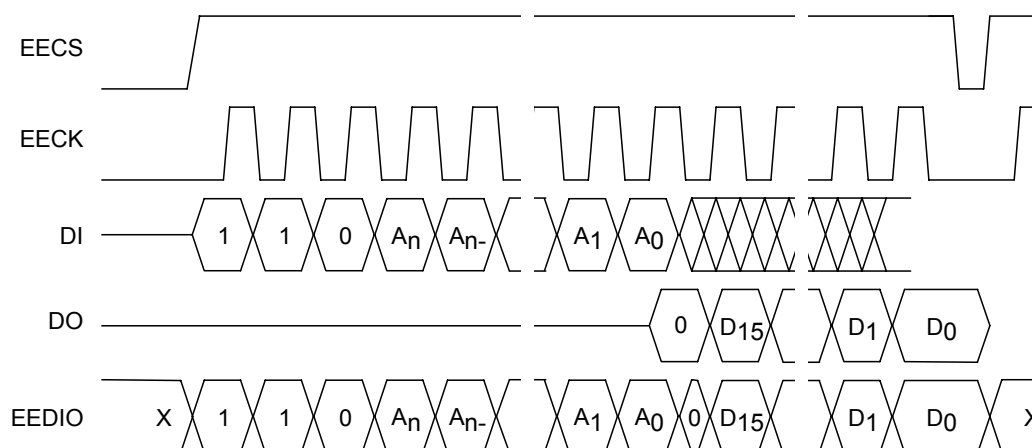 EECS
EECK
DI 1 1 0 An An- A1 A0
DO 0 D15 D1 D0
EEDIO X 1 1 0 An An- A1 A0 0 D15 D1 D0 X